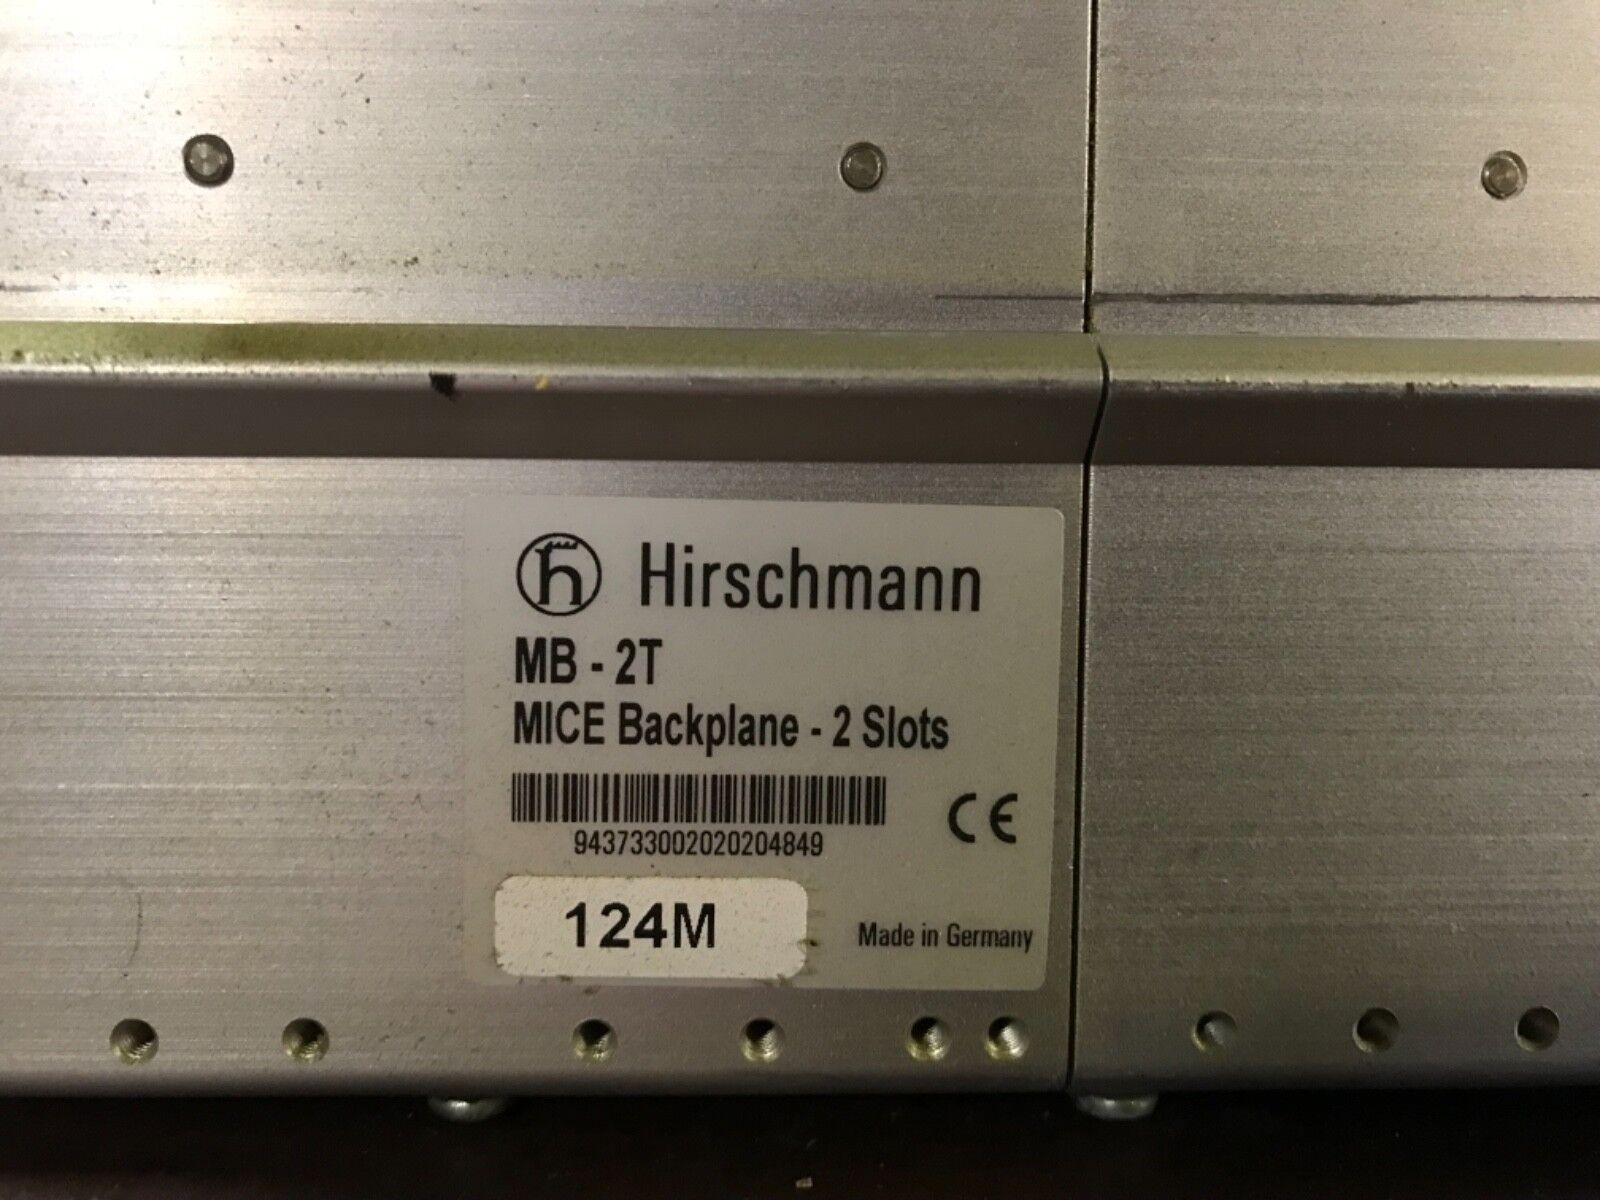 Hirschmann
MB - 2T
MICE Backplane - 2 Slots
943733002020204849
CE
124M
Made in Germany